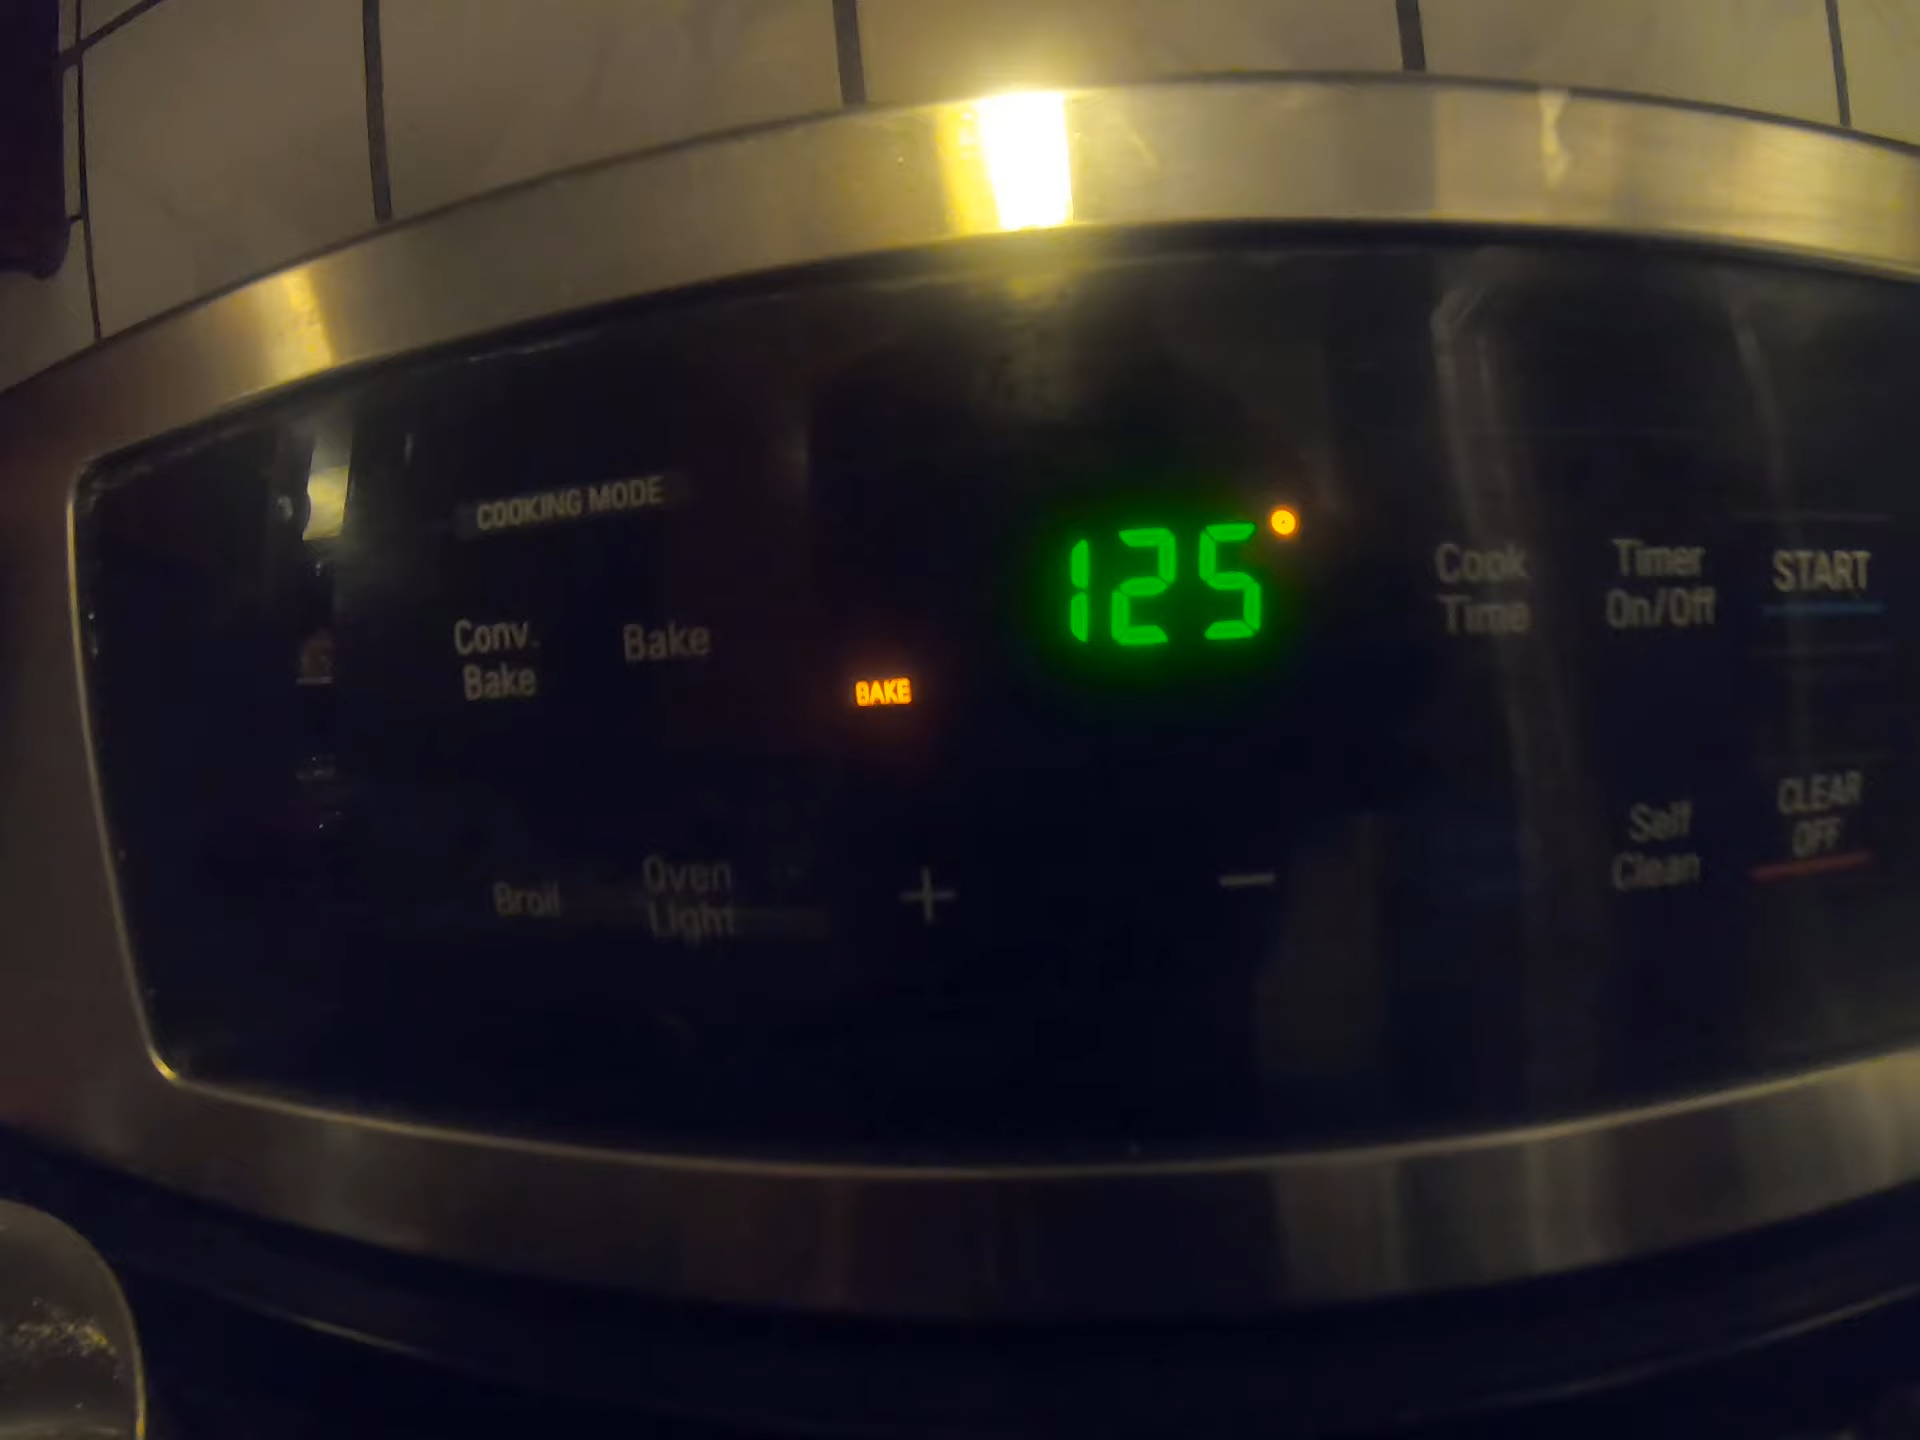 COOKING MODE
Conv.
Bake
Bake
BAKE
125°
Cook
Time
Timer
On/Off
START
Broil
Oven
Light
+
−
Self
Clean
CLEAR
OFF